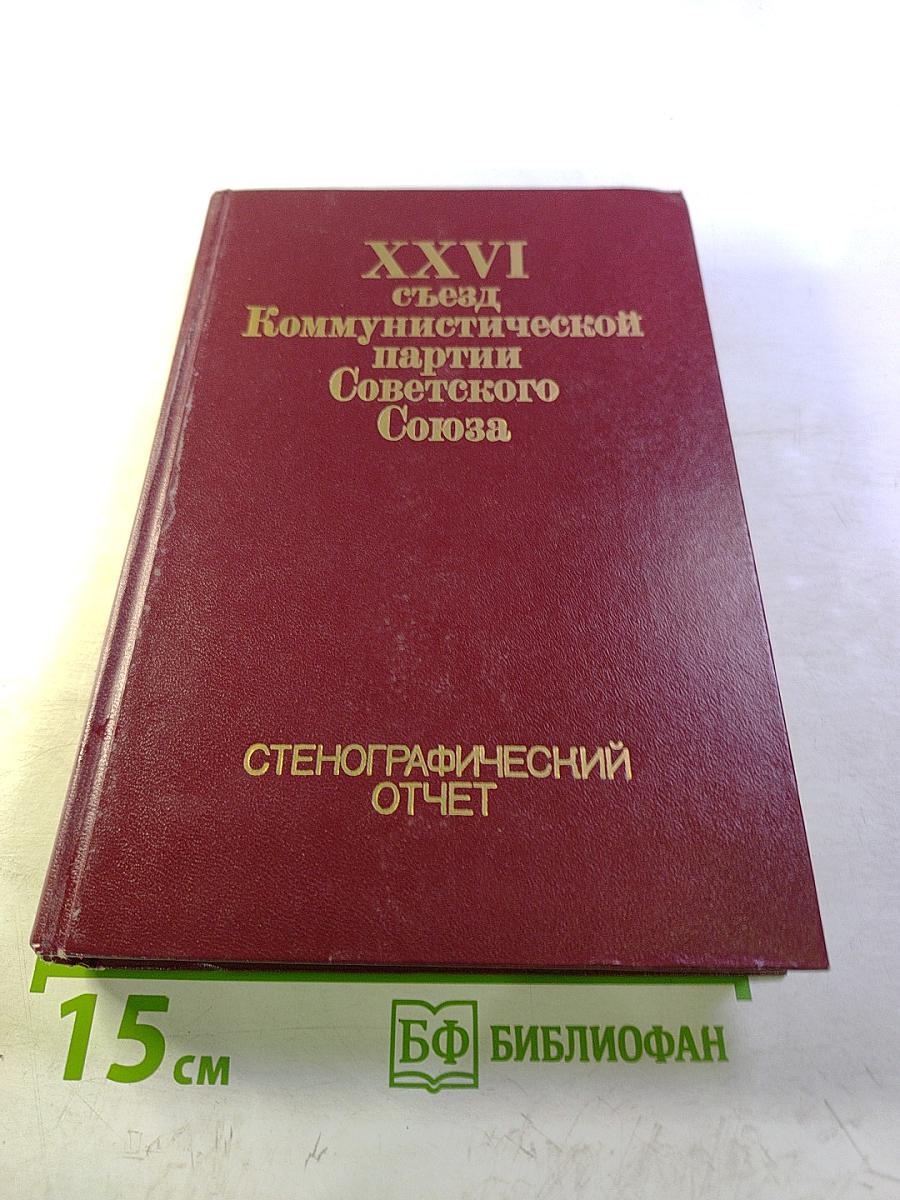 XXVI
съезд
Коммунистической
партии
Советского
Союза
СТЕНОГРАФИЧЕСКИЙ
ОТЧЕТ
15 см
БФ БИБЛИОФАН